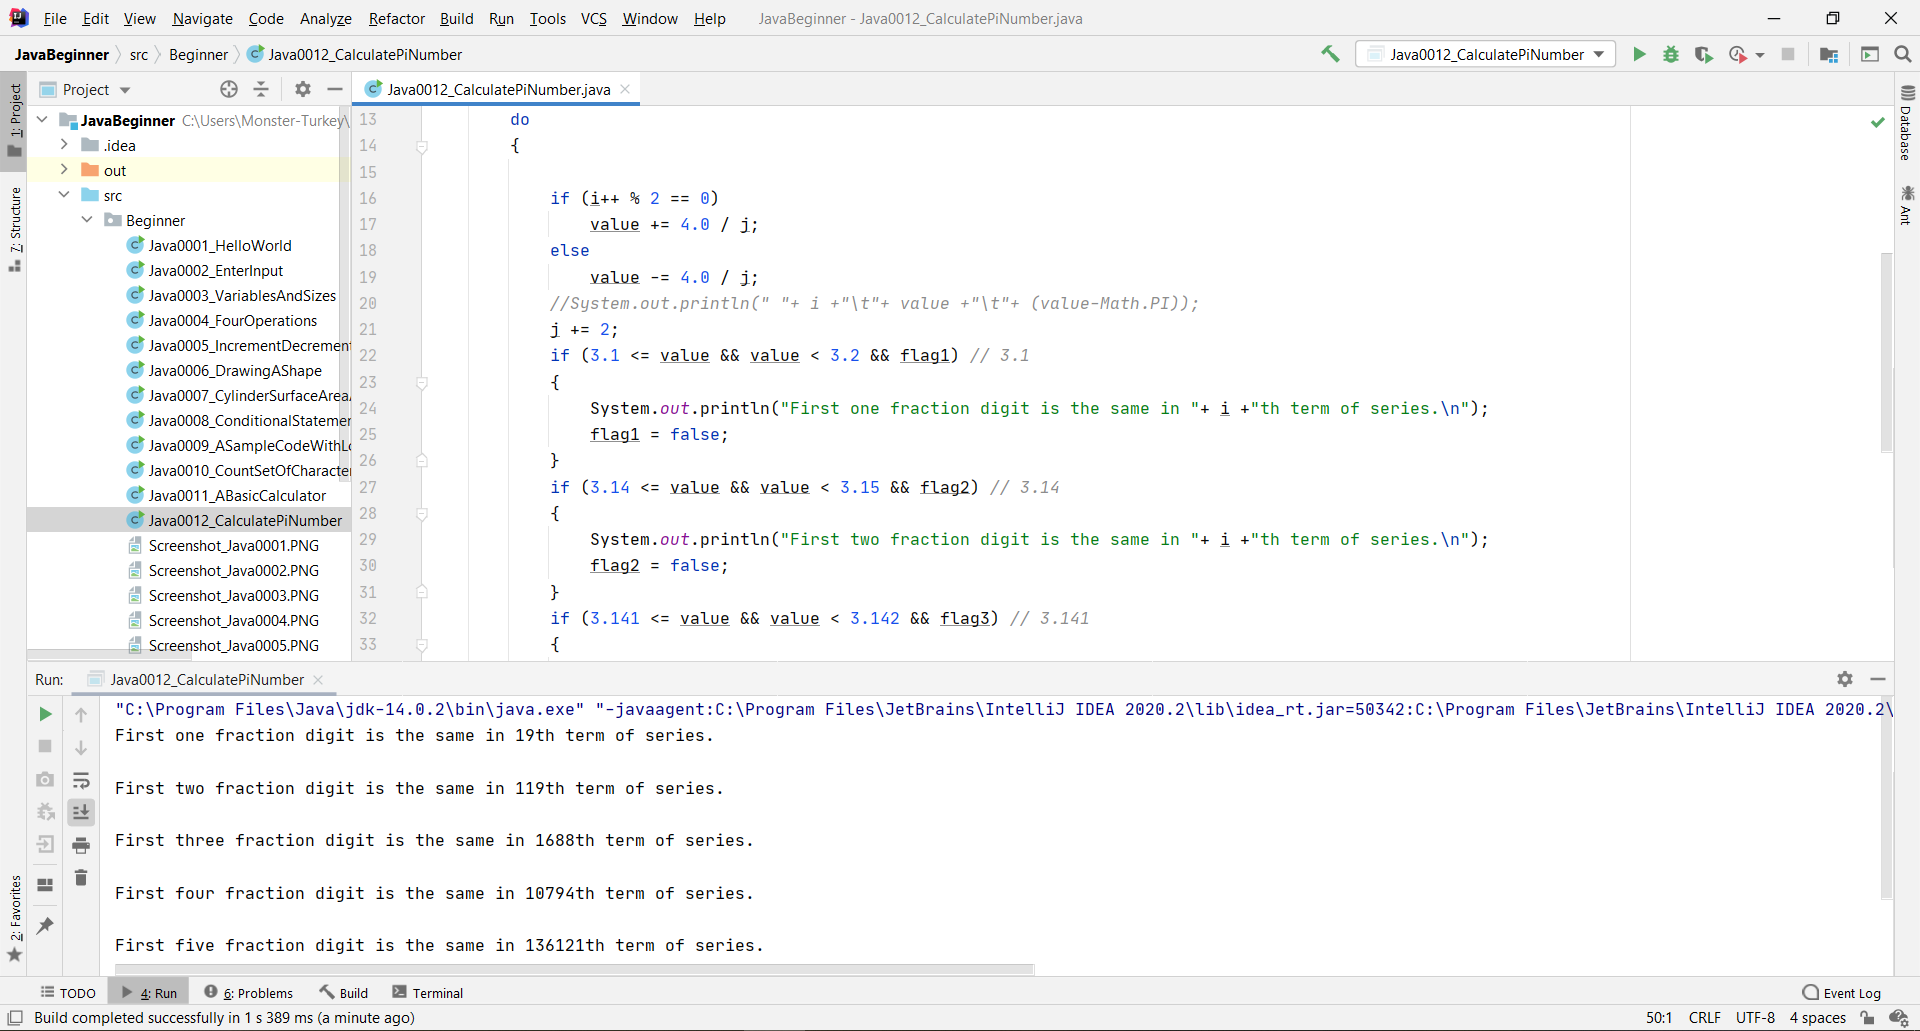 File Edit View Navigate Code Analyze Refactor Build Run Tools VCS Window Help JavaBeginner - Java0012_CalculatePiNumber.java
JavaBeginner src Beginner Java0012_CalculatePiNumber
Java0012_CalculatePiNumber
1: Project
7: Structure
2: Favorites
Project
JavaBeginner C:\Users\Monster-Turkey\
.idea
out
src
Beginner
Java0001_HelloWorld
Java0002_EnterInput
Java0003_VariablesAndSizes
Java0004_FourOperations
Java0005_IncrementDecremen
Java0006_DrawingAShape
Java0007_CylinderSurfaceArea
Java0008_ConditionalStatemer
Java0009_ASampleCodeWithLo
Java0010_CountSetOfCharacte
Java0011_ABasicCalculator
Java0012_CalculatePiNumber
Screenshot_Java0001.PNG
Screenshot_Java0002.PNG
Screenshot_Java0003.PNG
Screenshot_Java0004.PNG
Screenshot_Java0005.PNG
Java0012_CalculatePiNumber.java
13 do
14 {
15
16 if (i++ % 2 == 0)
17 value += 4.0 / j;
18 else
19 value -= 4.0 / j;
20 //System.out.println(" "+ i +"\t"+ value +"\t"+ (value-Math.PI));
21 j += 2;
22 if (3.1 <= value && value < 3.2 && flag1) // 3.1
23 {
24 System.out.println("First one fraction digit is the same in "+ i +"th term of series.\n");
25 flag1 = false;
26 }
27 if (3.14 <= value && value < 3.15 && flag2) // 3.14
28 {
29 System.out.println("First two fraction digit is the same in "+ i +"th term of series.\n");
30 flag2 = false;
31 }
32 if (3.141 <= value && value < 3.142 && flag3) // 3.141
33 {
Database
Ant
Run: Java0012_CalculatePiNumber
"C:\Program Files\Java\jdk-14.0.2\bin\java.exe" "-javaagent:C:\Program Files\JetBrains\IntelliJ IDEA 2020.2\lib\idea_rt.jar=50342:C:\Program Files\JetBrains\IntelliJ IDEA 2020.2\
First one fraction digit is the same in 19th term of series.
First two fraction digit is the same in 119th term of series.
First three fraction digit is the same in 1688th term of series.
First four fraction digit is the same in 10794th term of series.
First five fraction digit is the same in 136121th term of series.
TODO 4: Run 6: Problems Build Terminal Event Log
Build completed successfully in 1 s 389 ms (a minute ago) 50:1 CRLF UTF-8 4 spaces